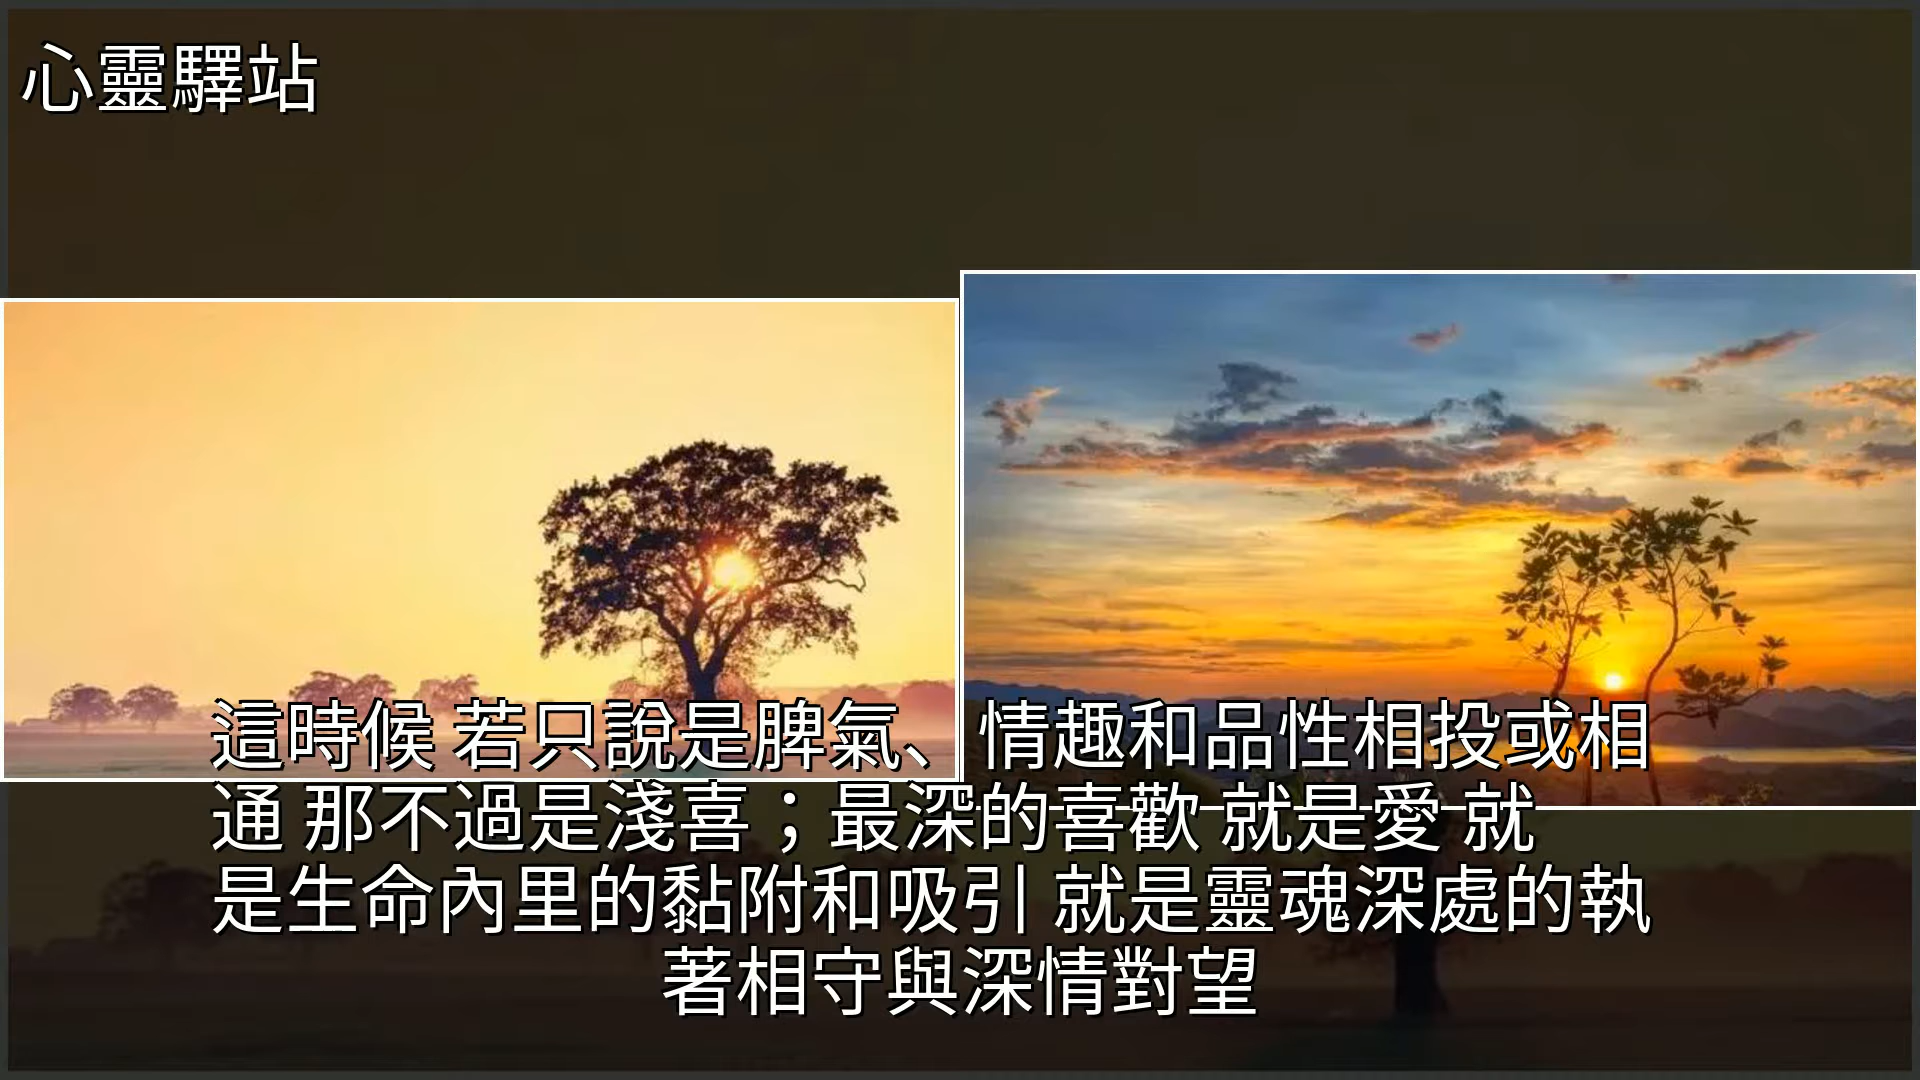 心靈驛站
這時候 若只說是脾氣、 情趣和品性相投或相
通 那不過是淺喜；最深的喜歡 就是愛 就
是生命內里的黏附和吸引 就是靈魂深處的執
著相守與深情對望